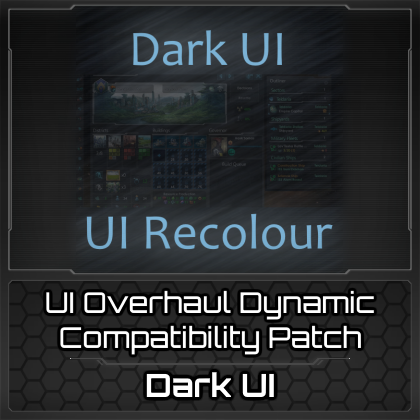 Dark UI
UI Recolour
UI Overhaul Dynamic
Compatibility Patch
Dark UI